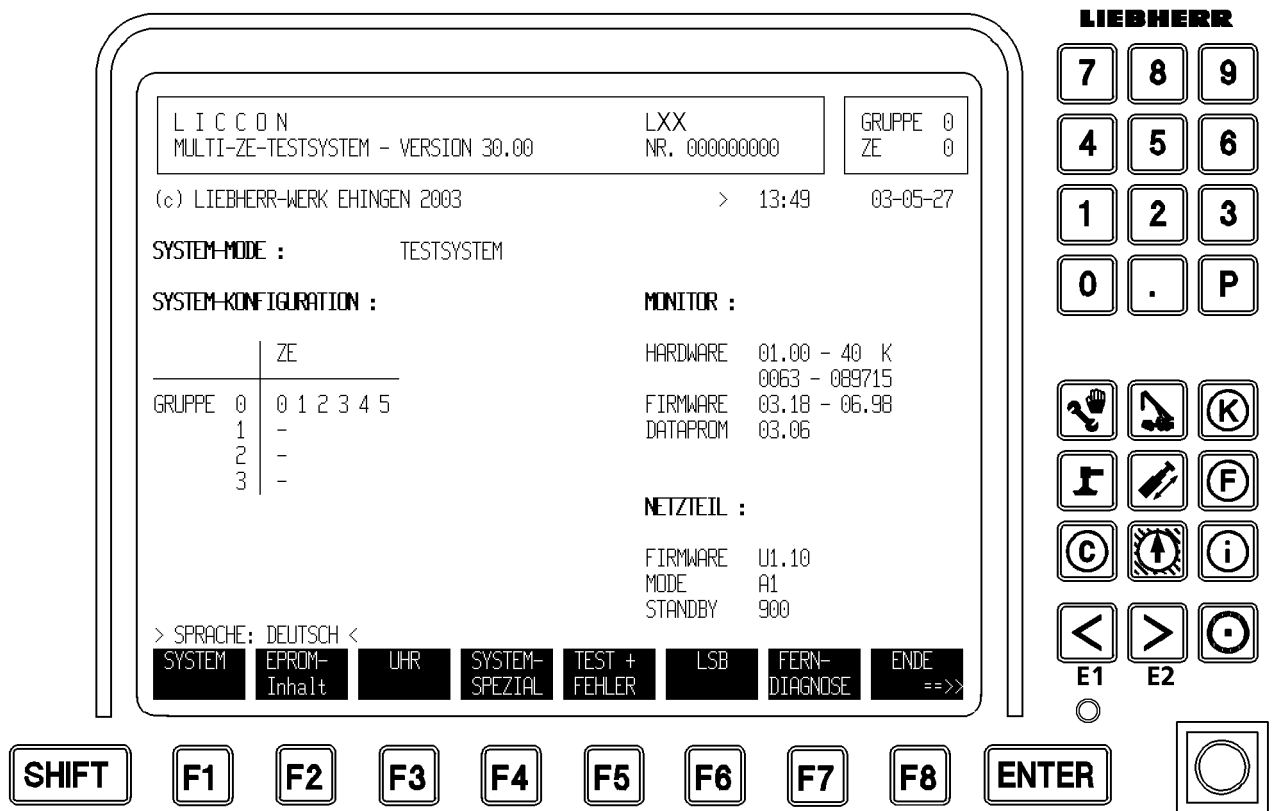 LIEBHERR
L I C C O N LXX GRUPPE 0
MULTI-ZE-TESTSYSTEM - VERSION 30.00 NR. 000000000 ZE 0
(c) LIEBHERR-WERK EHINGEN 2003 > 13:49 03-05-27
SYSTEM-MODE : TESTSYSTEM
SYSTEM-KONFIGURATION : MONITOR :
ZE HARDWARE 01.00 - 40 K
0063 - 089715
GRUPPE 0 0 1 2 3 4 5 FIRMWARE 03.18 - 06.98
1 - DATAPROM 03.06
2 -
3 -
NETZTEIL :
FIRMWARE U1.10
MODE A1
STANDBY 900
> SPRACHE: DEUTSCH <
SYSTEM EPROM- UHR SYSTEM- TEST + LSB FERN- ENDE
Inhalt SPEZIAL FEHLER DIAGNOSE ==>>
7 8 9
4 5 6
1 2 3
0 . P
K
F
C i
< >
E1 E2
SHIFT F1 F2 F3 F4 F5 F6 F7 F8 ENTER